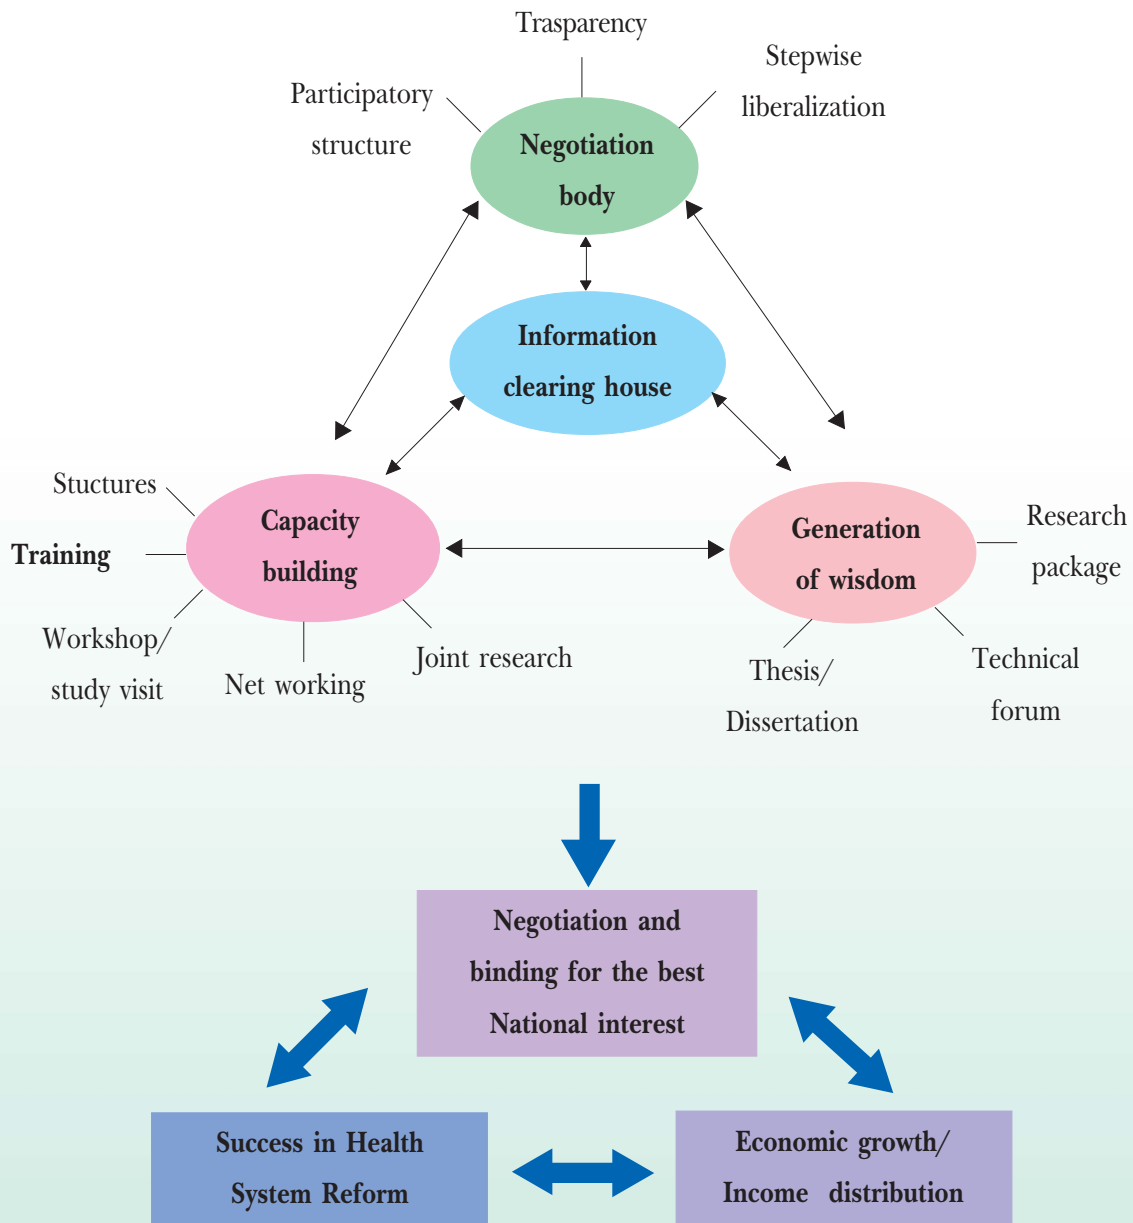 Trasparency
Stepwise
liberalization
Participatory
structure
Negotiation
body
Information
clearing house
Stuctures
Training
Workshop/
study visit
Net working
Joint research
Capacity
building
Generation
of wisdom
Research
package
Technical
forum
Thesis/
Dissertation
Negotiation and
binding for the best
National interest
Success in Health
System Reform
Economic growth/
Income distribution